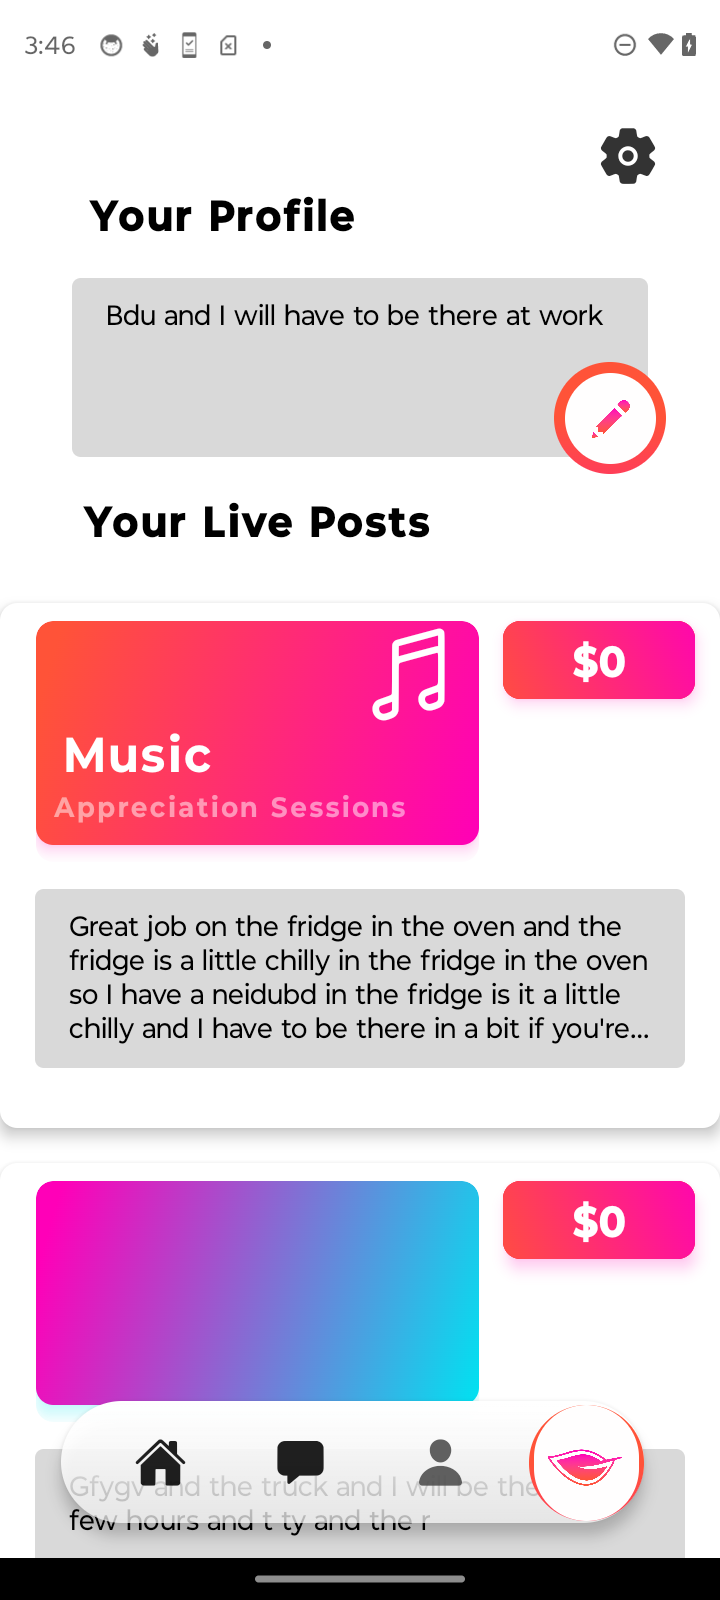 3:46
Your Profile
Bdu and I will have to be there at work
Your Live Posts
$0
Music
Appreciation Sessions
Great job on the fridge in the oven and the
fridge is a little chilly in the fridge in the oven
so I have a neidubd in the fridge is it a little
chilly and I have to be there in a bit if you're...
$0
Gfygv and the truck and I will be the
few hours and t ty and the r